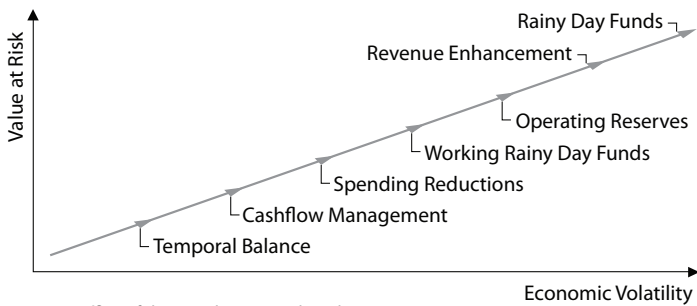 Rainy Day Funds
Revenue Enhancement
Value at Risk
Operating Reserves
Working Rainy Day Funds
Spending Reductions
Cashflow Management
Temporal Balance
Economic Volatility